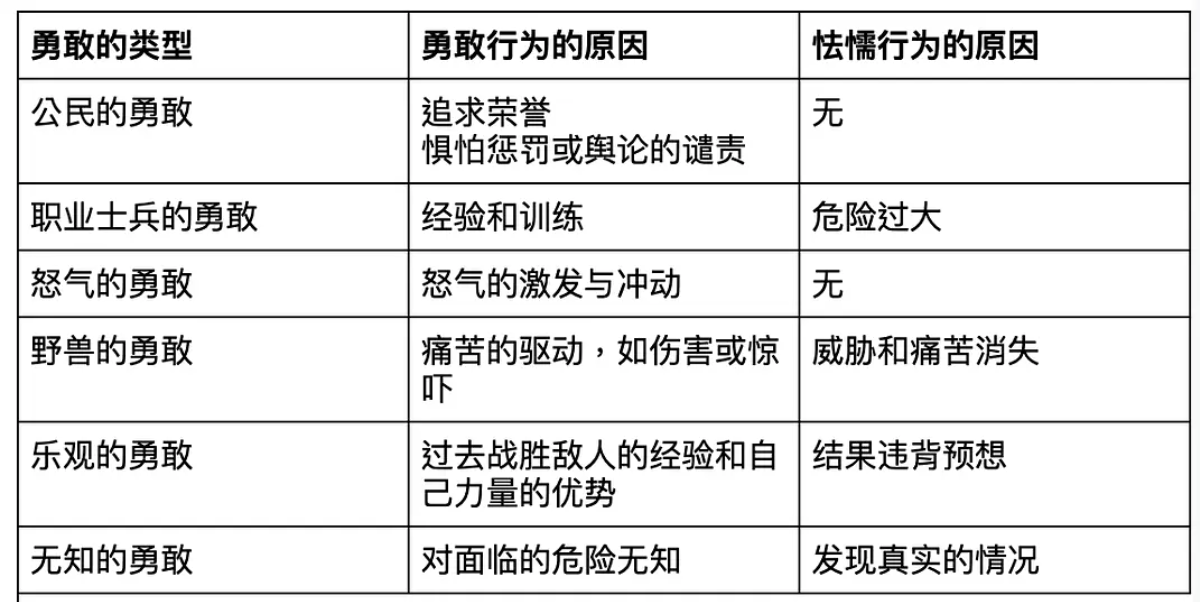 勇敢的类型 勇敢行为的原因 怯懦行为的原因
公民的勇敢 追求荣誉 无
惧怕惩罚或舆论的谴责
职业士兵的勇敢 经验和训练 危险过大
怒气的勇敢 怒气的激发与冲动 无
野兽的勇敢 痛苦的驱动，如伤害或惊 威胁和痛苦消失
吓
乐观的勇敢 过去战胜敌人的经验和自 结果违背预想
己力量的优势
无知的勇敢 对面临的危险无知 发现真实的情况